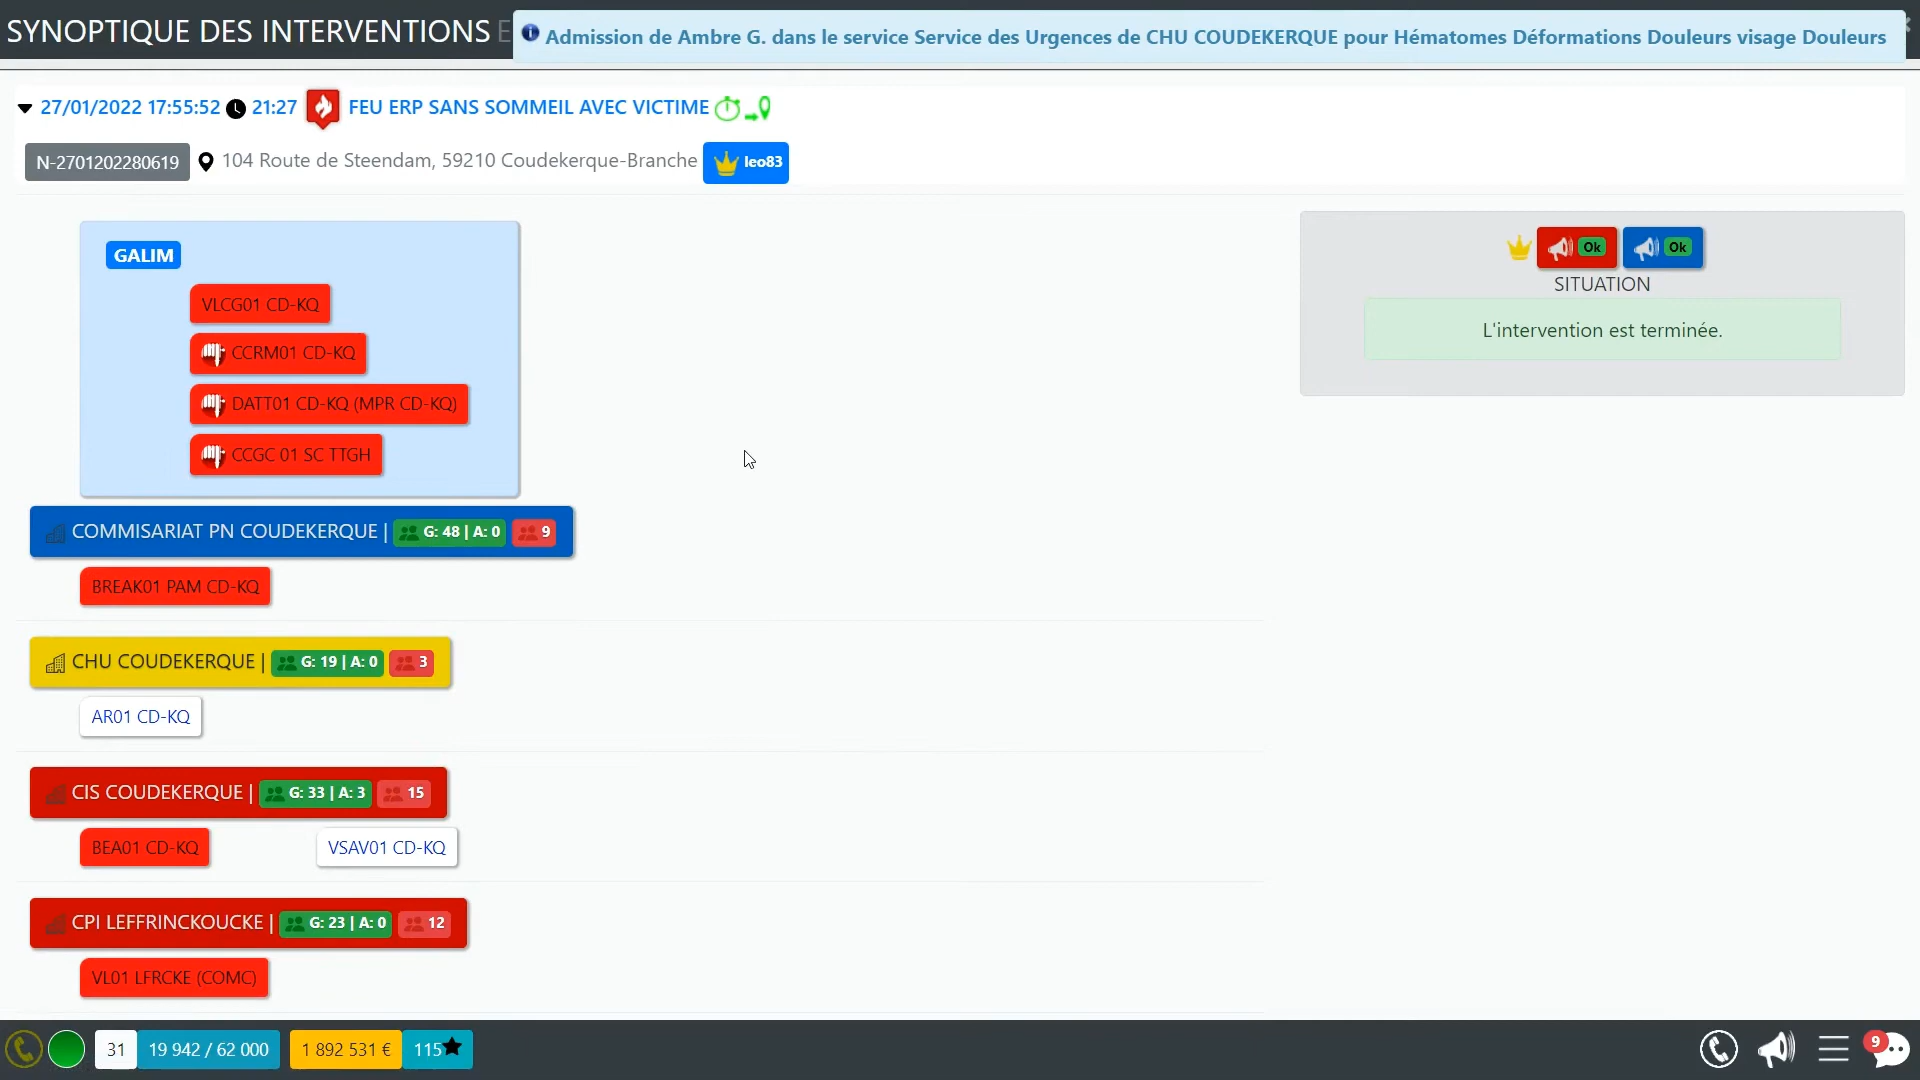 SYNOPTIQUE DES INTERVENTIONS E
Admission de Ambre G. dans le service Service des Urgences de CHU COUDEKERQUE pour Hématomes Déformations Douleurs visage Douleurs
27/01/2022 17:55:52 21:27 FEU ERP SANS SOMMEIL AVEC VICTIME
N-2701202280619 104 Route de Steendam, 59210 Coudekerque-Branche leo83
GALIM
VLCG01 CD-KQ
CCRM01 CD-KQ
DATT01 CD-KQ (MPR CD-KQ)
CCGC 01 SC TTGH
Ok Ok
SITUATION
L'intervention est terminée.
COMMISARIAT PN COUDEKERQUE | G: 48 | A: 0 9
BREAK01 PAM CD-KQ
CHU COUDEKERQUE | G: 19 | A: 0 3
AR01 CD-KQ
CIS COUDEKERQUE | G: 33 | A: 3 15
BEA01 CD-KQ VSAV01 CD-KQ
CPI LEFFRINCKOUCKE | G: 23 | A: 0 12
VL01 LFRCKE (COMC)
31 19 942 / 62 000 1 892 531 € 115 9